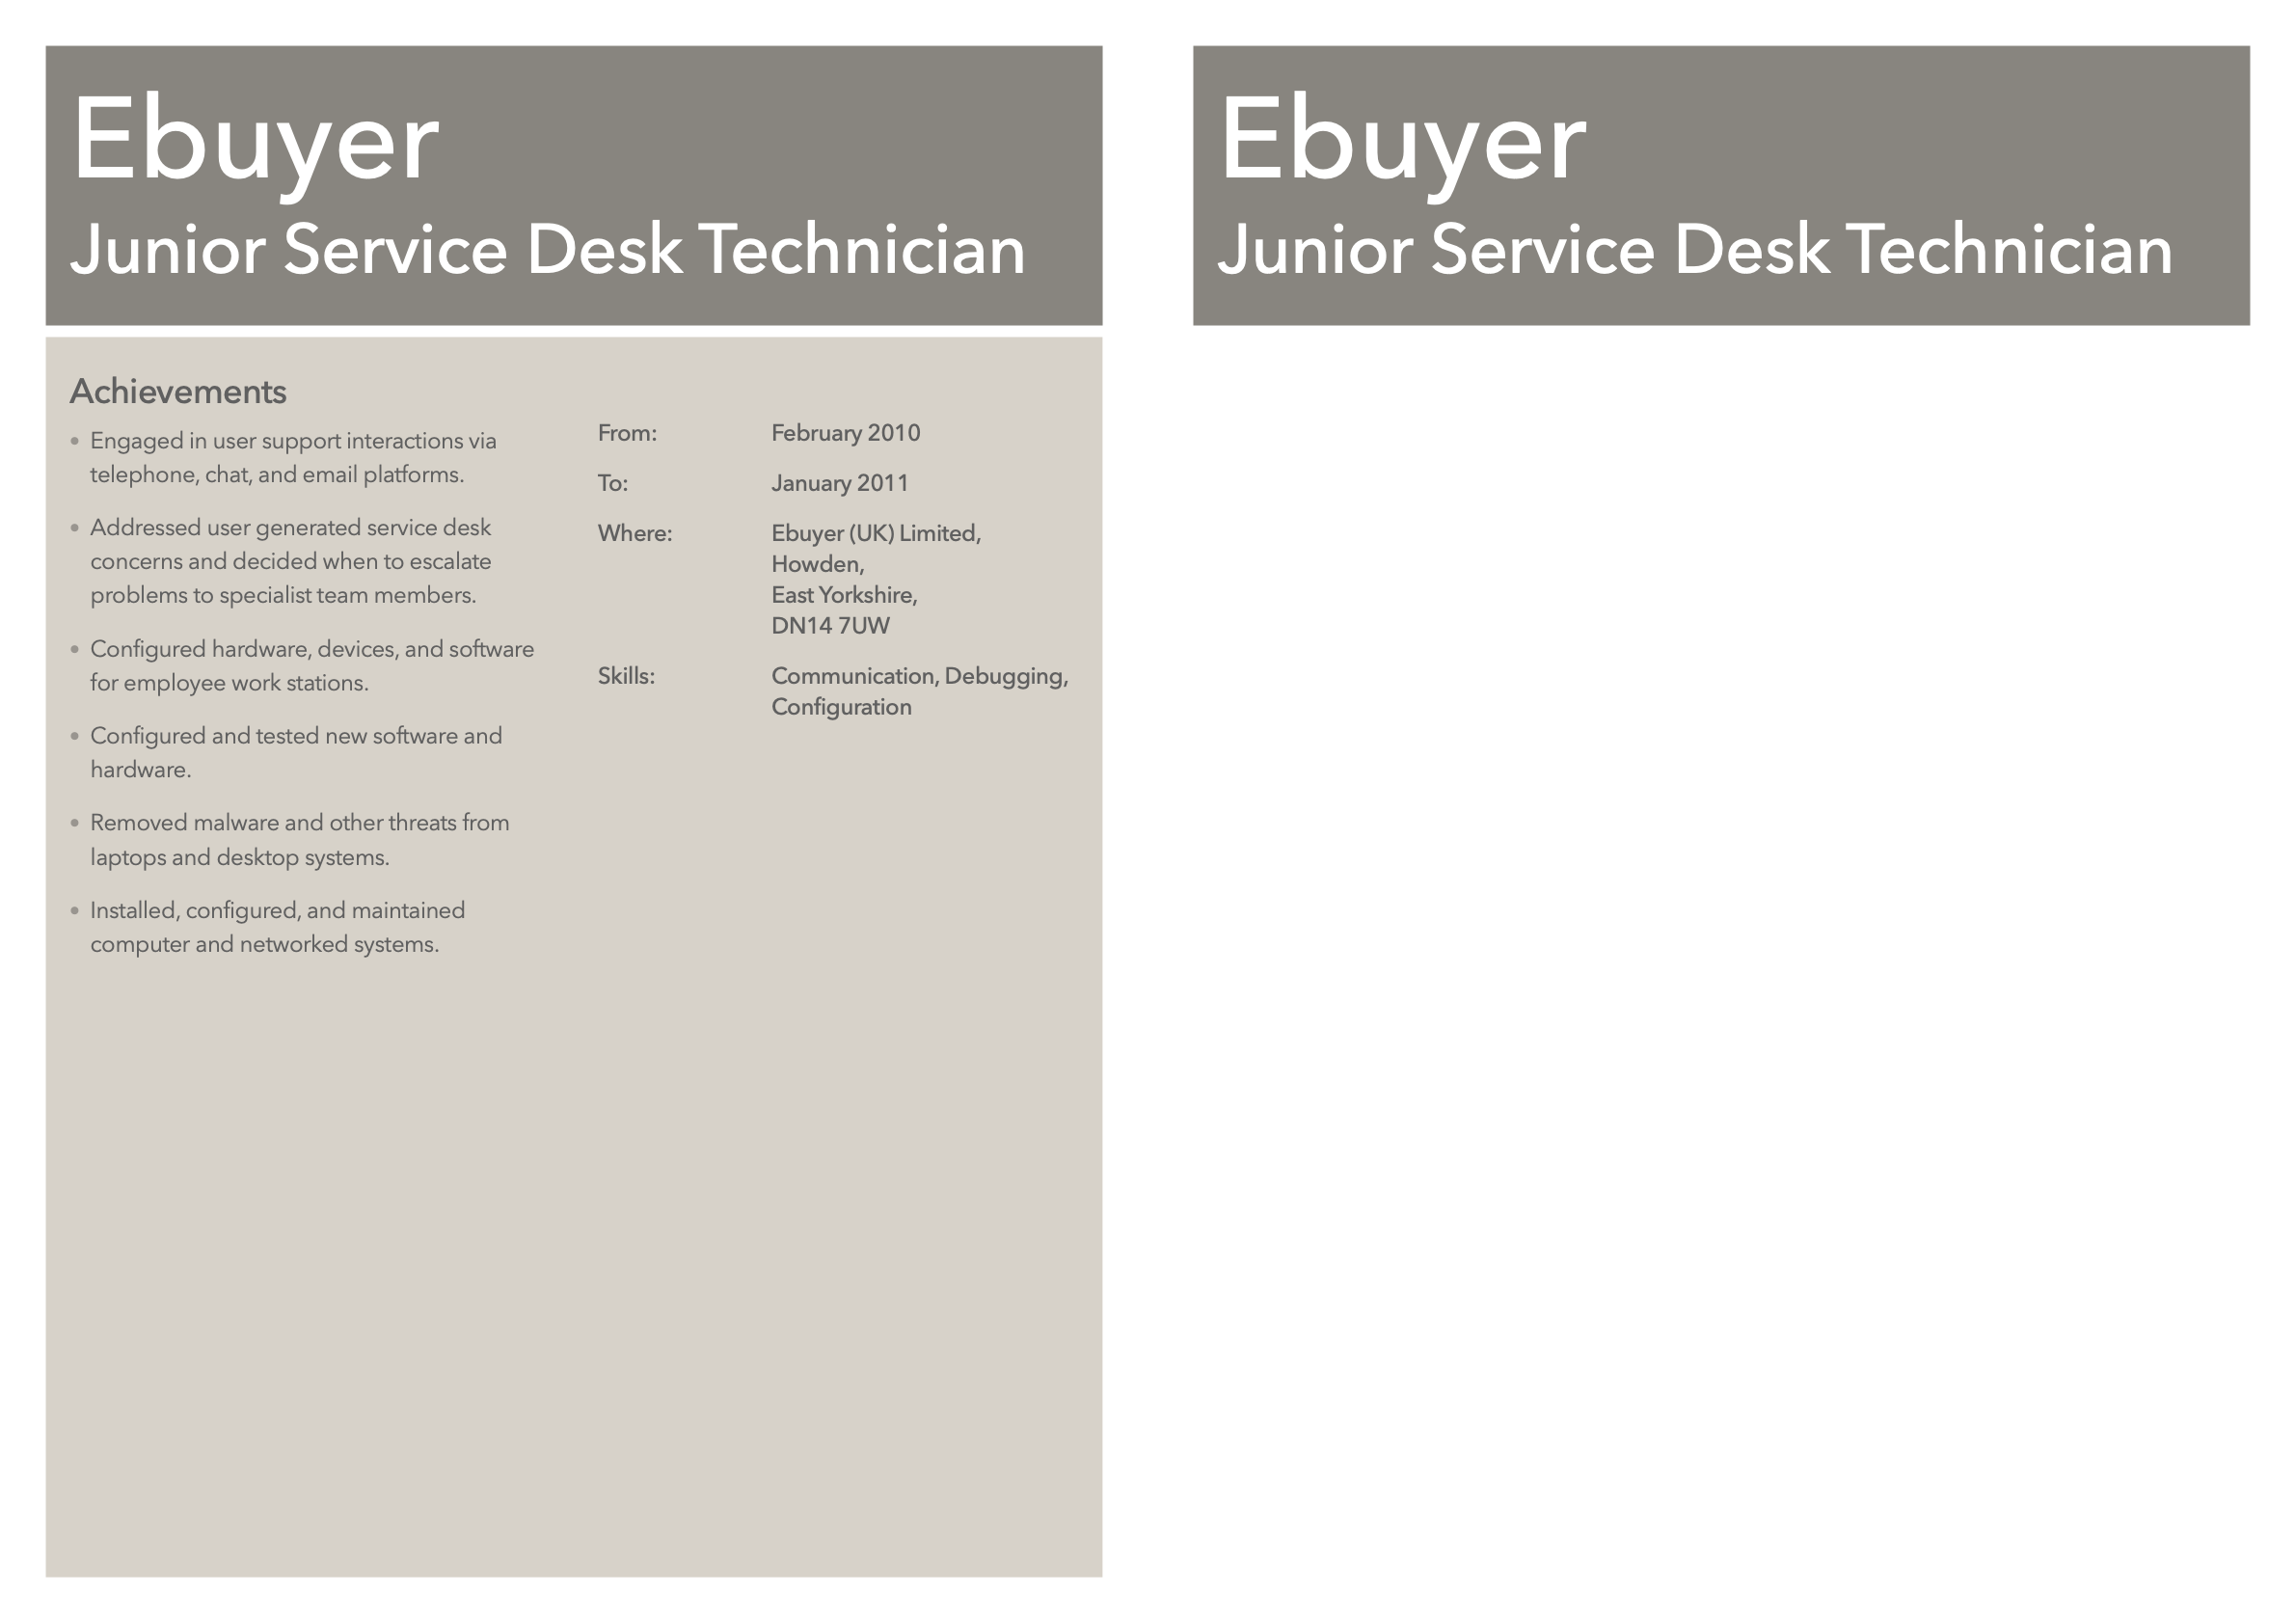 Ebuyer
Junior Service Desk Technician
Achievements
• Engaged in user support interactions via
telephone, chat, and email platforms.
• Addressed user generated service desk
concerns and decided when to escalate
problems to specialist team members.
• Configured hardware, devices, and software
for employee work stations.
• Configured and tested new software and
hardware.
• Removed malware and other threats from
laptops and desktop systems.
• Installed, configured, and maintained
computer and networked systems.
From: February 2010
To: January 2011
Where: Ebuyer (UK) Limited,
Howden,
East Yorkshire,
DN14 7UW
Skills: Communication, Debugging,
Configuration
Ebuyer
Junior Service Desk Technician